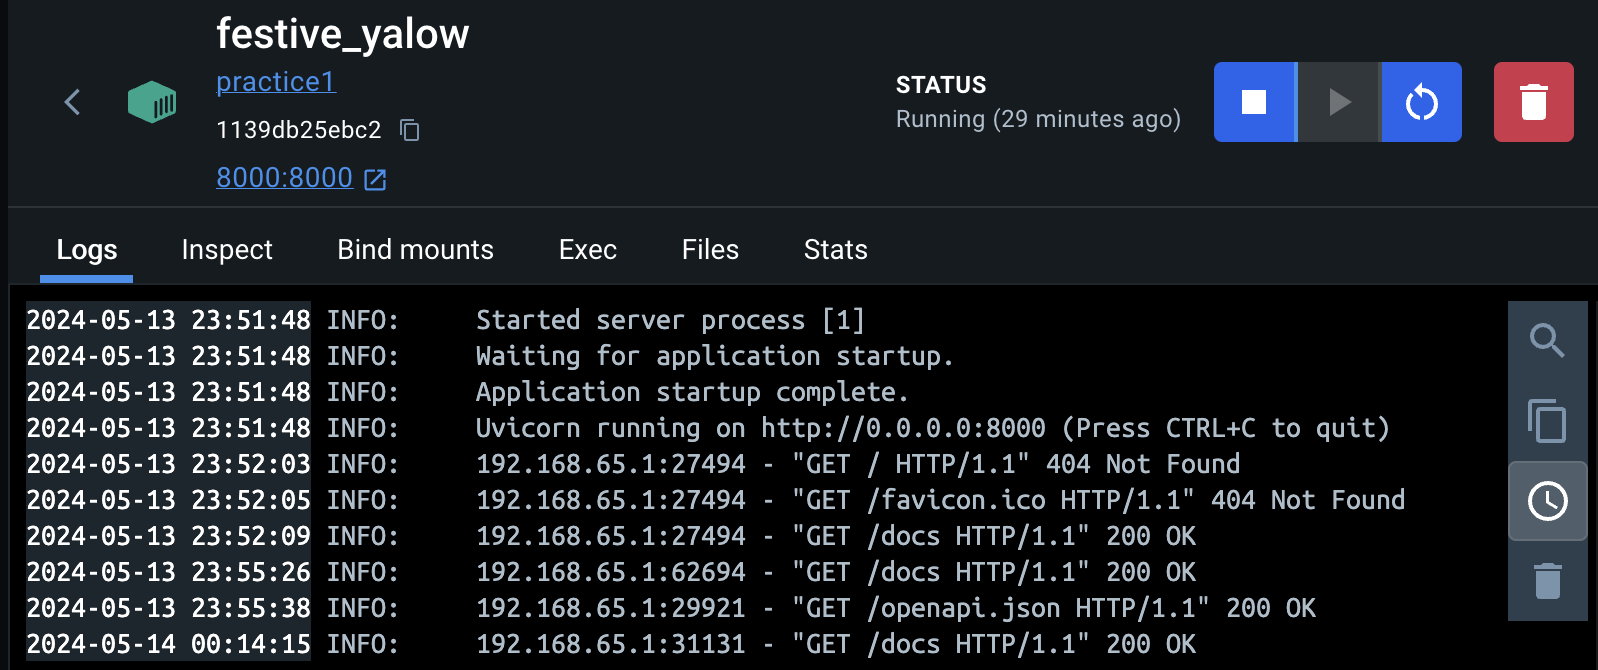 festive_yalow
practice1
1139db25ebc2
8000:8000
STATUS
Running (29 minutes ago)
Logs Inspect Bind mounts Exec Files Stats
2024-05-13 23:51:48 INFO: Started server process [1]
2024-05-13 23:51:48 INFO: Waiting for application startup.
2024-05-13 23:51:48 INFO: Application startup complete.
2024-05-13 23:51:48 INFO: Uvicorn running on http://0.0.0.0:8000 (Press CTRL+C to quit)
2024-05-13 23:52:03 INFO: 192.168.65.1:27494 - "GET / HTTP/1.1" 404 Not Found
2024-05-13 23:52:05 INFO: 192.168.65.1:27494 - "GET /favicon.ico HTTP/1.1" 404 Not Found
2024-05-13 23:52:09 INFO: 192.168.65.1:27494 - "GET /docs HTTP/1.1" 200 OK
2024-05-13 23:55:26 INFO: 192.168.65.1:62694 - "GET /docs HTTP/1.1" 200 OK
2024-05-13 23:55:38 INFO: 192.168.65.1:29921 - "GET /openapi.json HTTP/1.1" 200 OK
2024-05-14 00:14:15 INFO: 192.168.65.1:31131 - "GET /docs HTTP/1.1" 200 OK